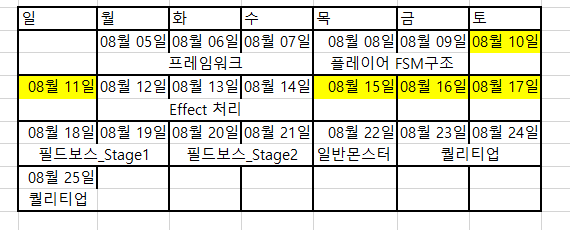 일 월 화 수 목 금 토
08월 05일 08월 06일 08월 07일 08월 08일 08월 09일 08월 10일
프레임워크 플레이어 FSM구조
08월 11일 08월 12일 08월 13일 08월 14일 08월 15일 08월 16일 08월 17일
Effect 처리
08월 18일 08월 19일 08월 20일 08월 21일 08월 22일 08월 23일 08월 24일
필드보스_Stage1 필드보스_Stage2 일반몬스터 퀄리티업
08월 25일
퀄리티업